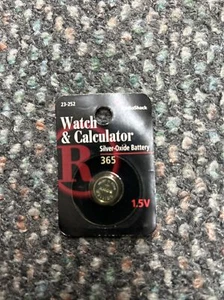 23-252 RadioShack
Watch
& Calculator
Silver-Oxide Battery
365
R
1.5V